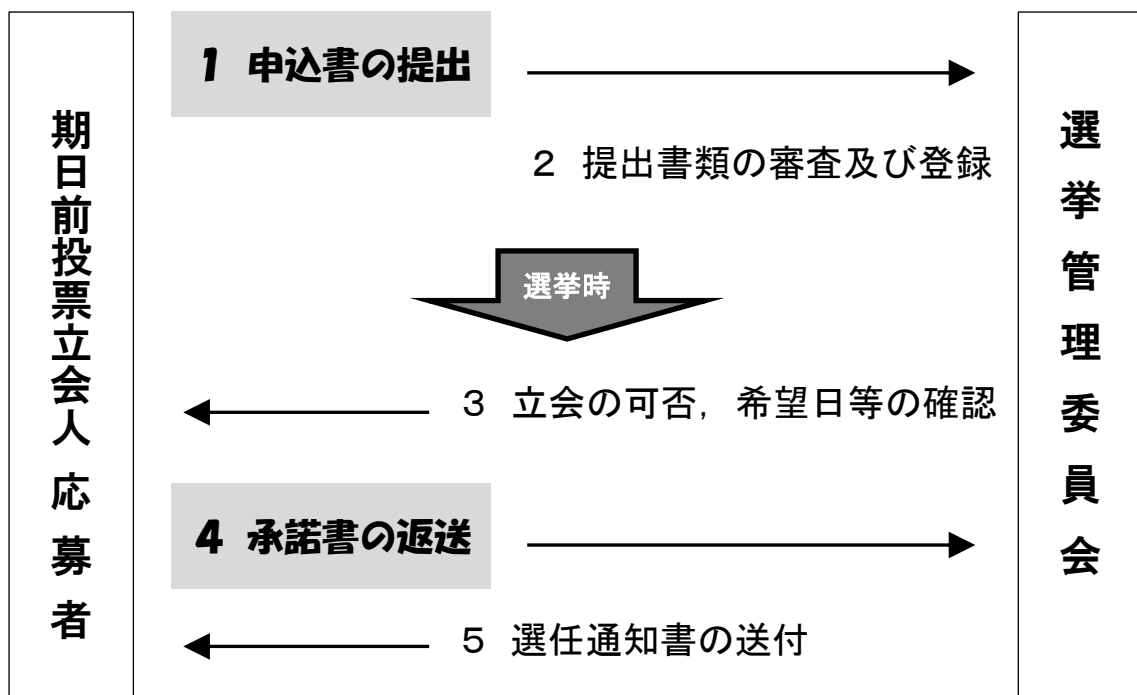 期日前投票立会人応募者
1 申込書の提出
2 提出書類の審査及び登録
選挙時
3 立会の可否，希望日等の確認
4 承諾書の返送
5 選任通知書の送付
選挙管理委員会